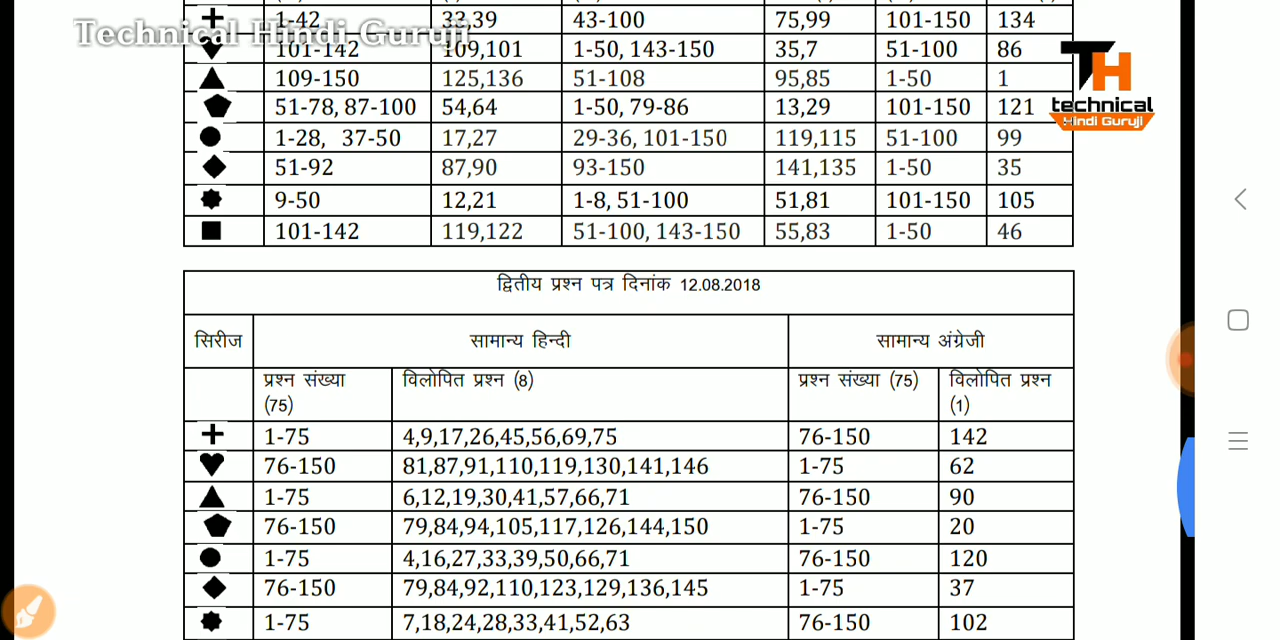 1-42 33,39 43-100 75,99 101-150 134
Technical Hindi Guruji
101-142 109,101 1-50, 143-150 35,7 51-100 86
109-150 125,136 51-108 95,85 1-50 1
51-78, 87-100 54,64 1-50, 79-86 13,29 101-150 121
1-28, 37-50 17,27 29-36, 101-150 119,115 51-100 99
51-92 87,90 93-150 141,135 1-50 35
9-50 12,21 1-8, 51-100 51,81 101-150 105
101-142 119,122 51-100, 143-150 55,83 1-50 46
TH
technical
Hindi Guruji
द्वितीय प्रश्न पत्र दिनांक 12.08.2018
सिरीज सामान्य हिन्दी सामान्य अंग्रेजी
प्रश्न संख्या विलोपित प्रश्न (8) प्रश्न संख्या (75) विलोपित प्रश्न
(75) (1)
1-75 4,9,17,26,45,56,69,75 76-150 142
76-150 81,87,91,110,119,130,141,146 1-75 62
1-75 6,12,19,30,41,57,66,71 76-150 90
76-150 79,84,94,105,117,126,144,150 1-75 20
1-75 4,16,27,33,39,50,66,71 76-150 120
76-150 79,84,92,110,123,129,136,145 1-75 37
1-75 7,18,24,28,33,41,52,63 76-150 102